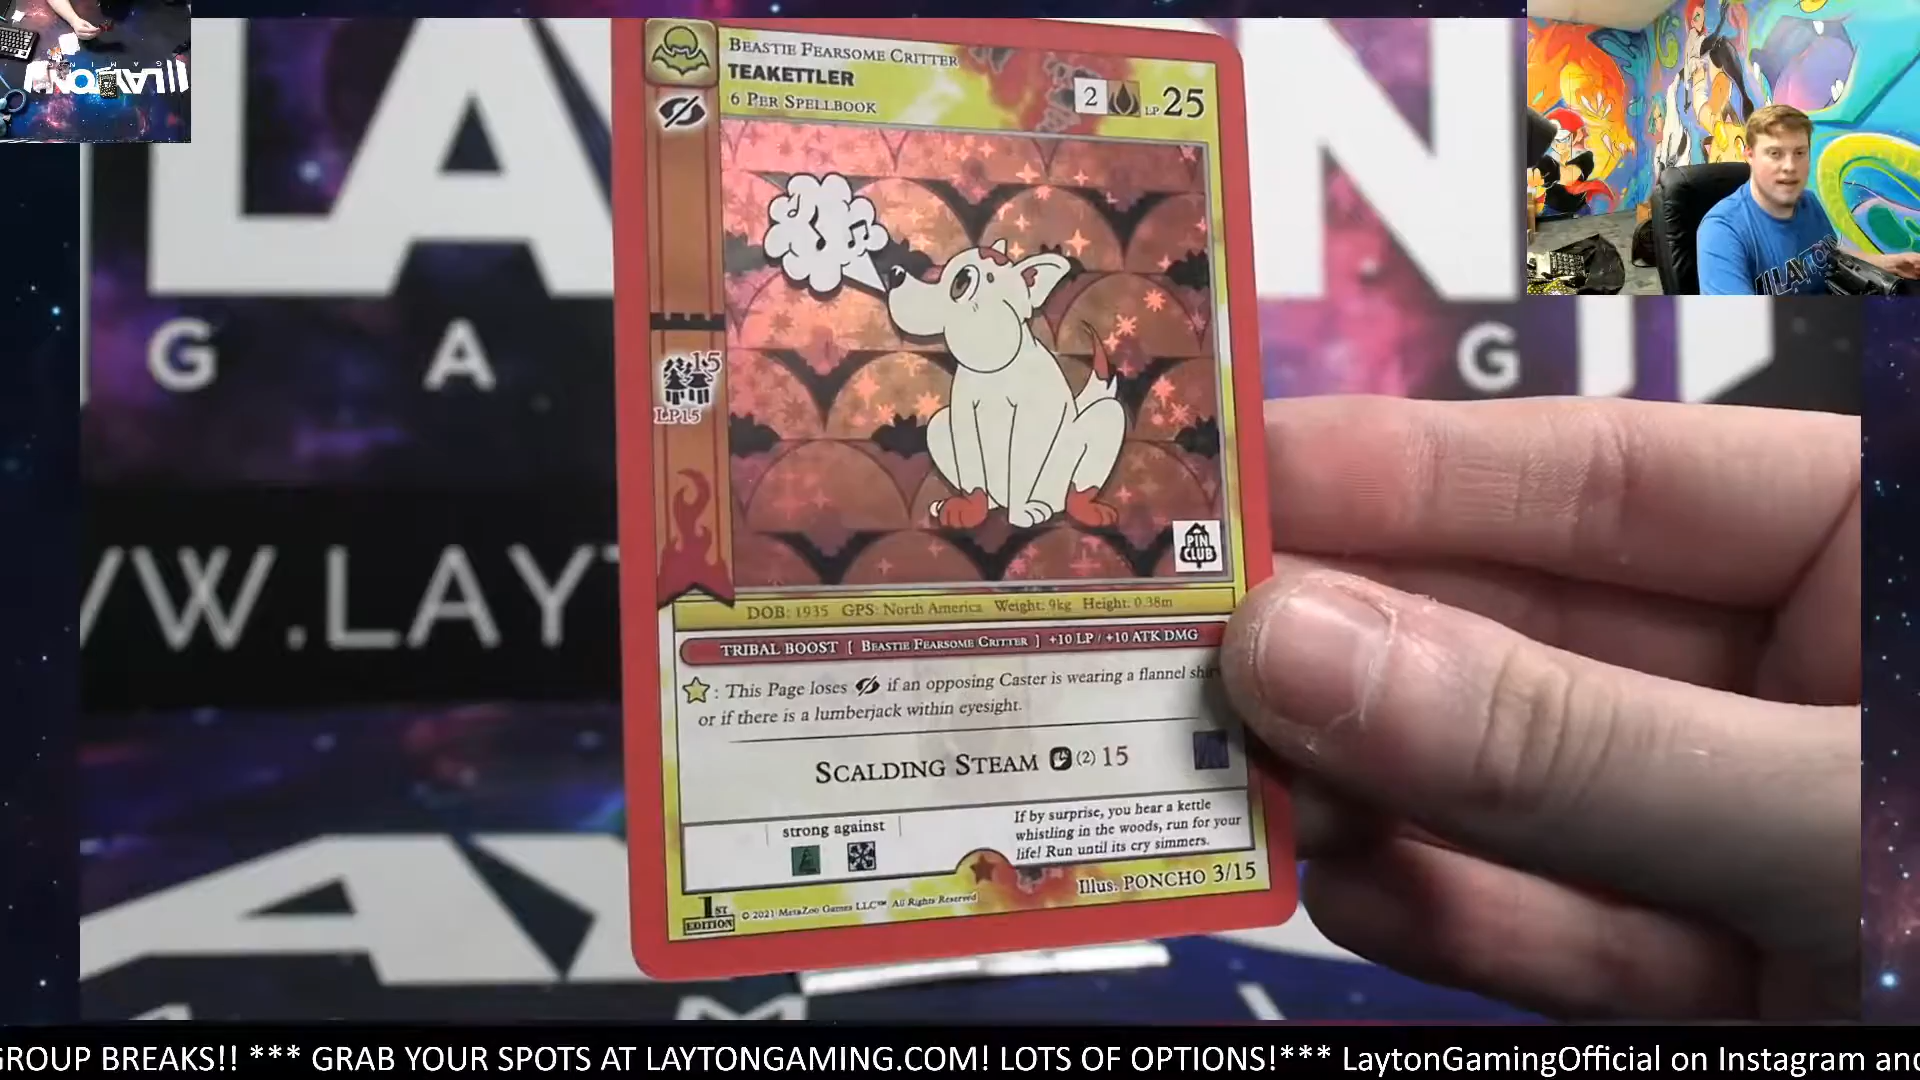 BEASTIE FEARSOME CRITTER
TEAKETTLER
6 PER SPELLBOOK
2 LP 25
15
LP15
PIN CLUB
DOB: 1935 GPS: North America Weight: 9kg Height: 0.38m
TRIBAL BOOST [ BEASTIE FEARSOME CRITTER ] +10 LP / +10 ATK DMG
: This Page loses if an opposing Caster is wearing a flannel
or if there is a lumberjack within eyesight.
SCALDING STEAM (2) 15
strong against
If by surprise, you hear a kettle
whistling in the woods, run for your
life! Run until its cry simmers.
Illus. PONCHO 3/15
1ST EDITION
© 2021 MetaZoo Games LLC™ All Rights Reserved
G A G
W.LAYT
LAYTON
GROUP BREAKS!! *** GRAB YOUR SPOTS AT LAYTONGAMING.COM! LOTS OF OPTIONS!*** LaytonGamingOfficial on Instagram and